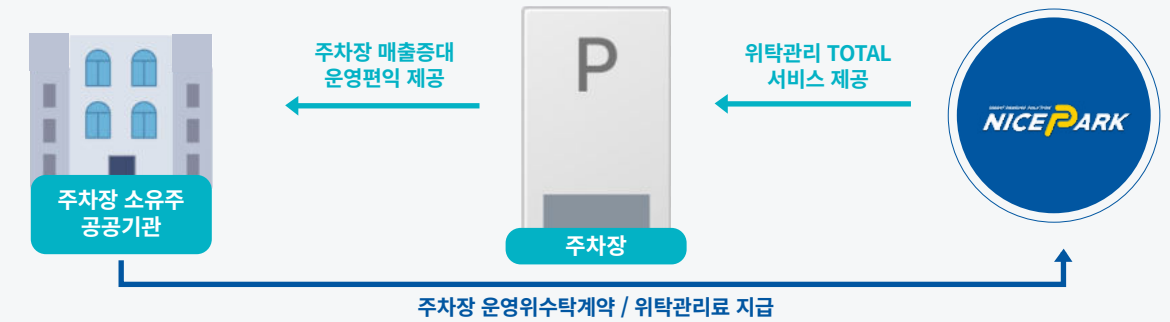 주차장 매출증대
운영편익 제공
P
위탁관리 TOTAL
서비스 제공
NICEPARK
주차장 소유주
공공기관
주차장
주차장 운영위수탁계약 / 위탁관리료 지급